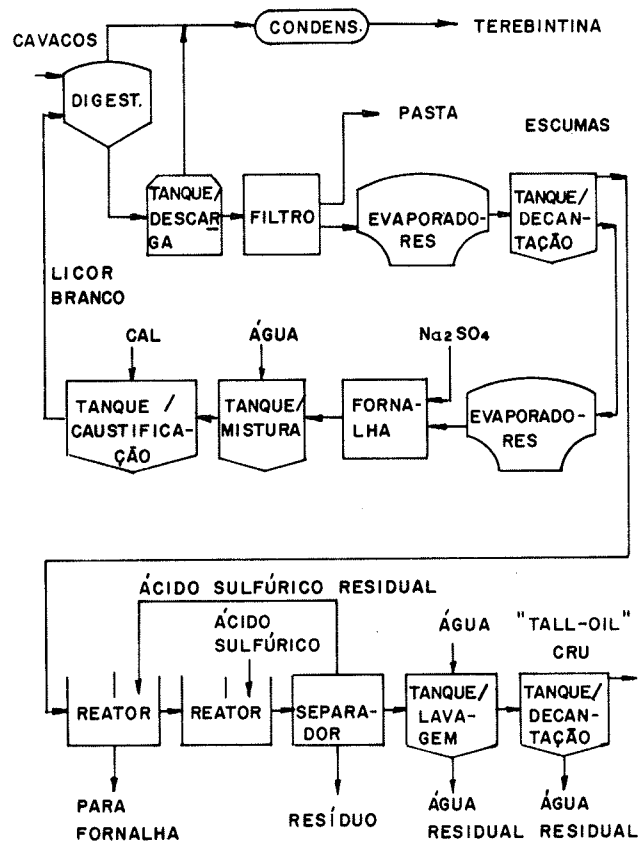 CONDENS.
TEREBINTINA
CAVACOS
DIGEST.
PASTA
ESCUMAS
TANQUE/
DESCAR
GA
FILTRO
EVAPORADO-
RES
TANQUE/
DECAN-
TAÇÃO
LICOR
BRANCO
CAL
ÁGUA
Na2SO4
TANQUE /
CAUSTIFICA-
ÇÃO
TANQUE/
MISTURA
FORNA-
LHA
EVAPORADO-
RES
ÁCIDO SULFÚRICO RESIDUAL
ÁCIDO
SULFÚRICO
ÁGUA
"TALL-OIL"
CRU
REATOR
REATOR
SEPARA-
DOR
TANQUE/
LAVA-
GEM
TANQUE/
DECAN-
TAÇÃO
PARA
FORNALHA
RESÍDUO
ÁGUA
RESIDUAL
ÁGUA
RESIDUAL